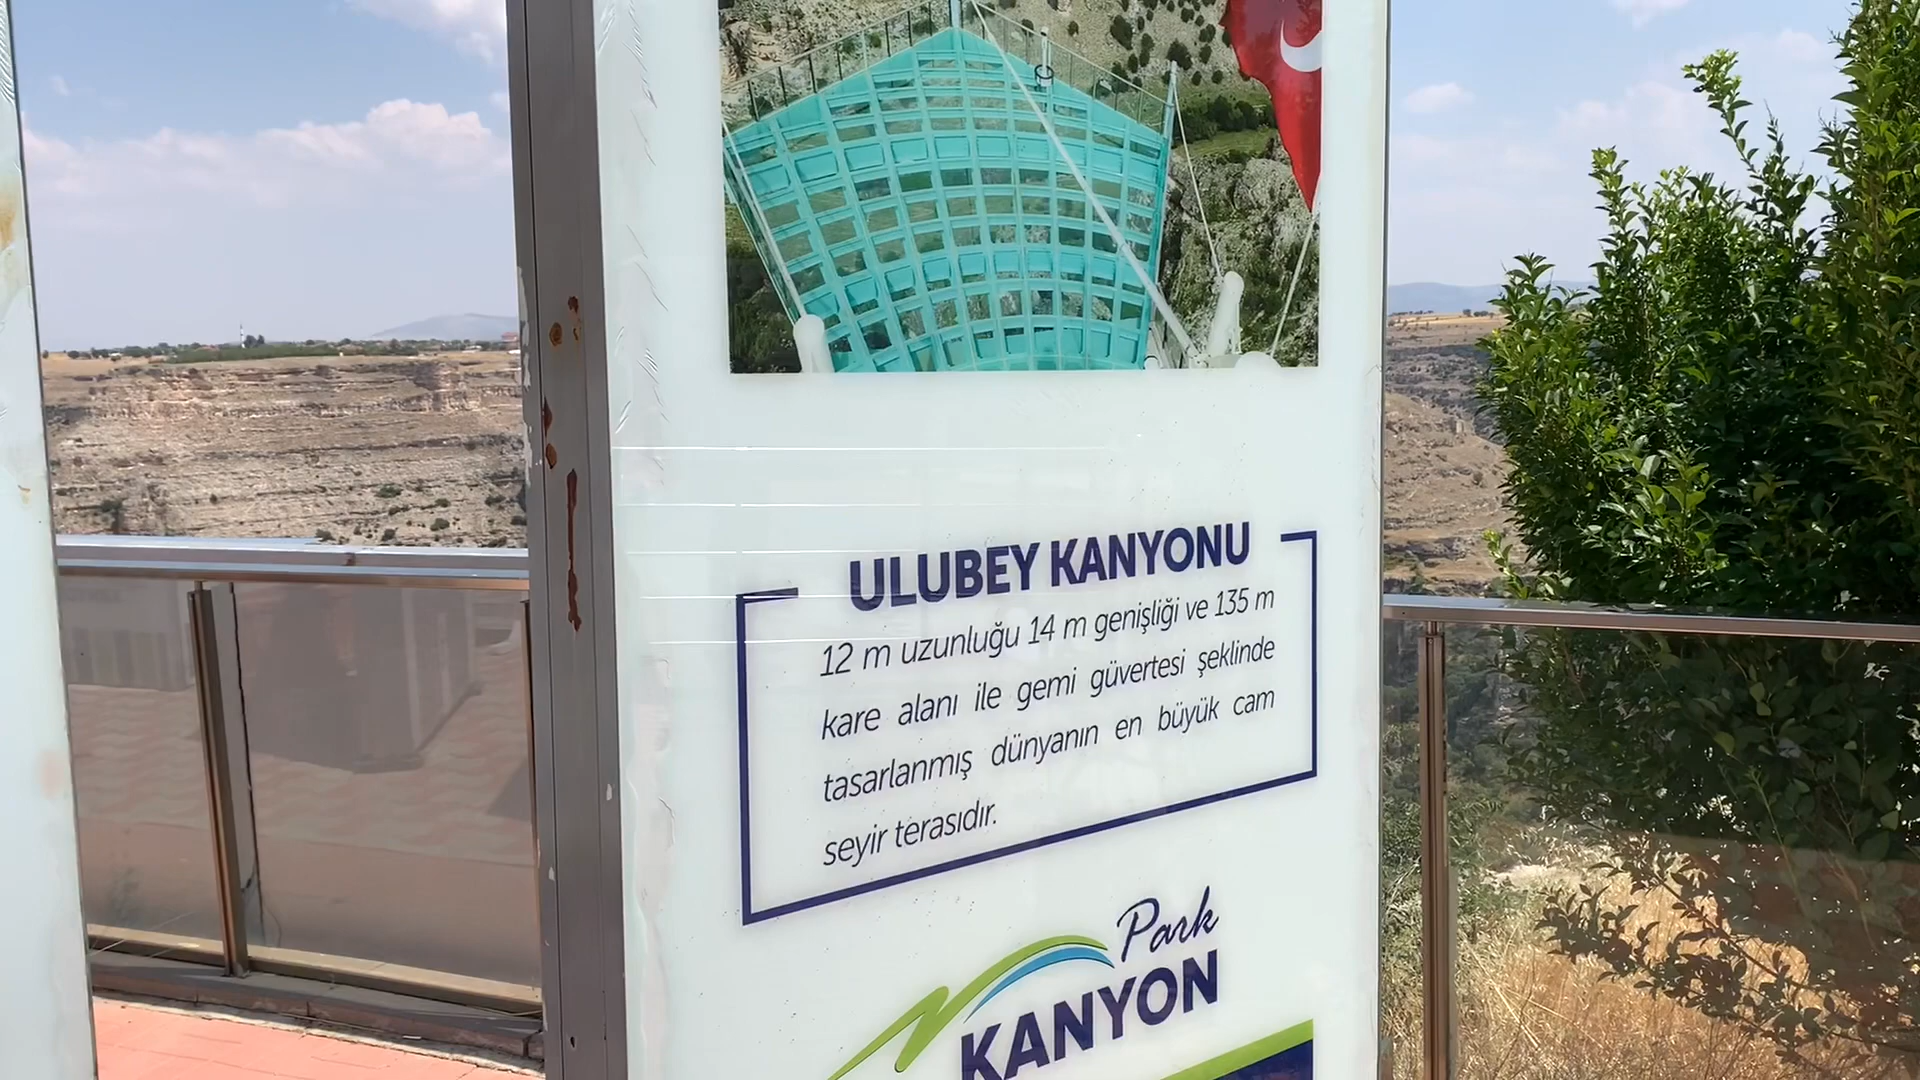 ULUBEY KANYONU
12 m uzunluğu 14 m genişliği ve 135 m
kare alanı ile gemi güvertesi şeklinde
tasarlanmış dünyanın en büyük cam
seyir terasıdır.
Park
KANYON